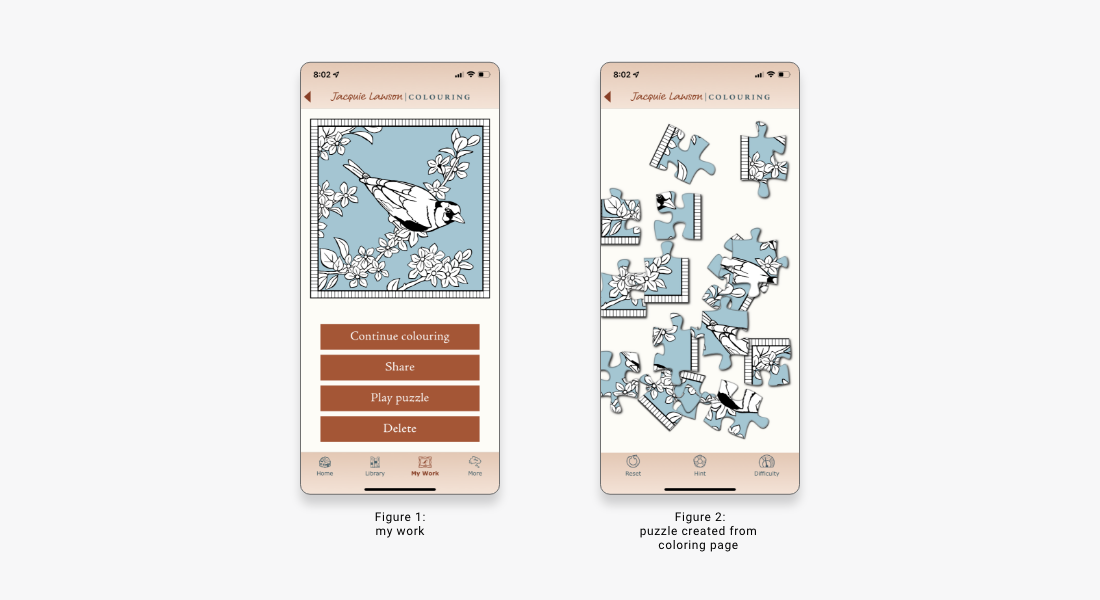 8:02
Jacquie Lawson | COLOURING
Continue colouring
Share
Play puzzle
Delete
Home
Library
My Work
More
Figure 1:
my work
8:02
Jacquie Lawson | COLOURING
Reset
Hint
Difficulty
Figure 2:
puzzle created from
coloring page